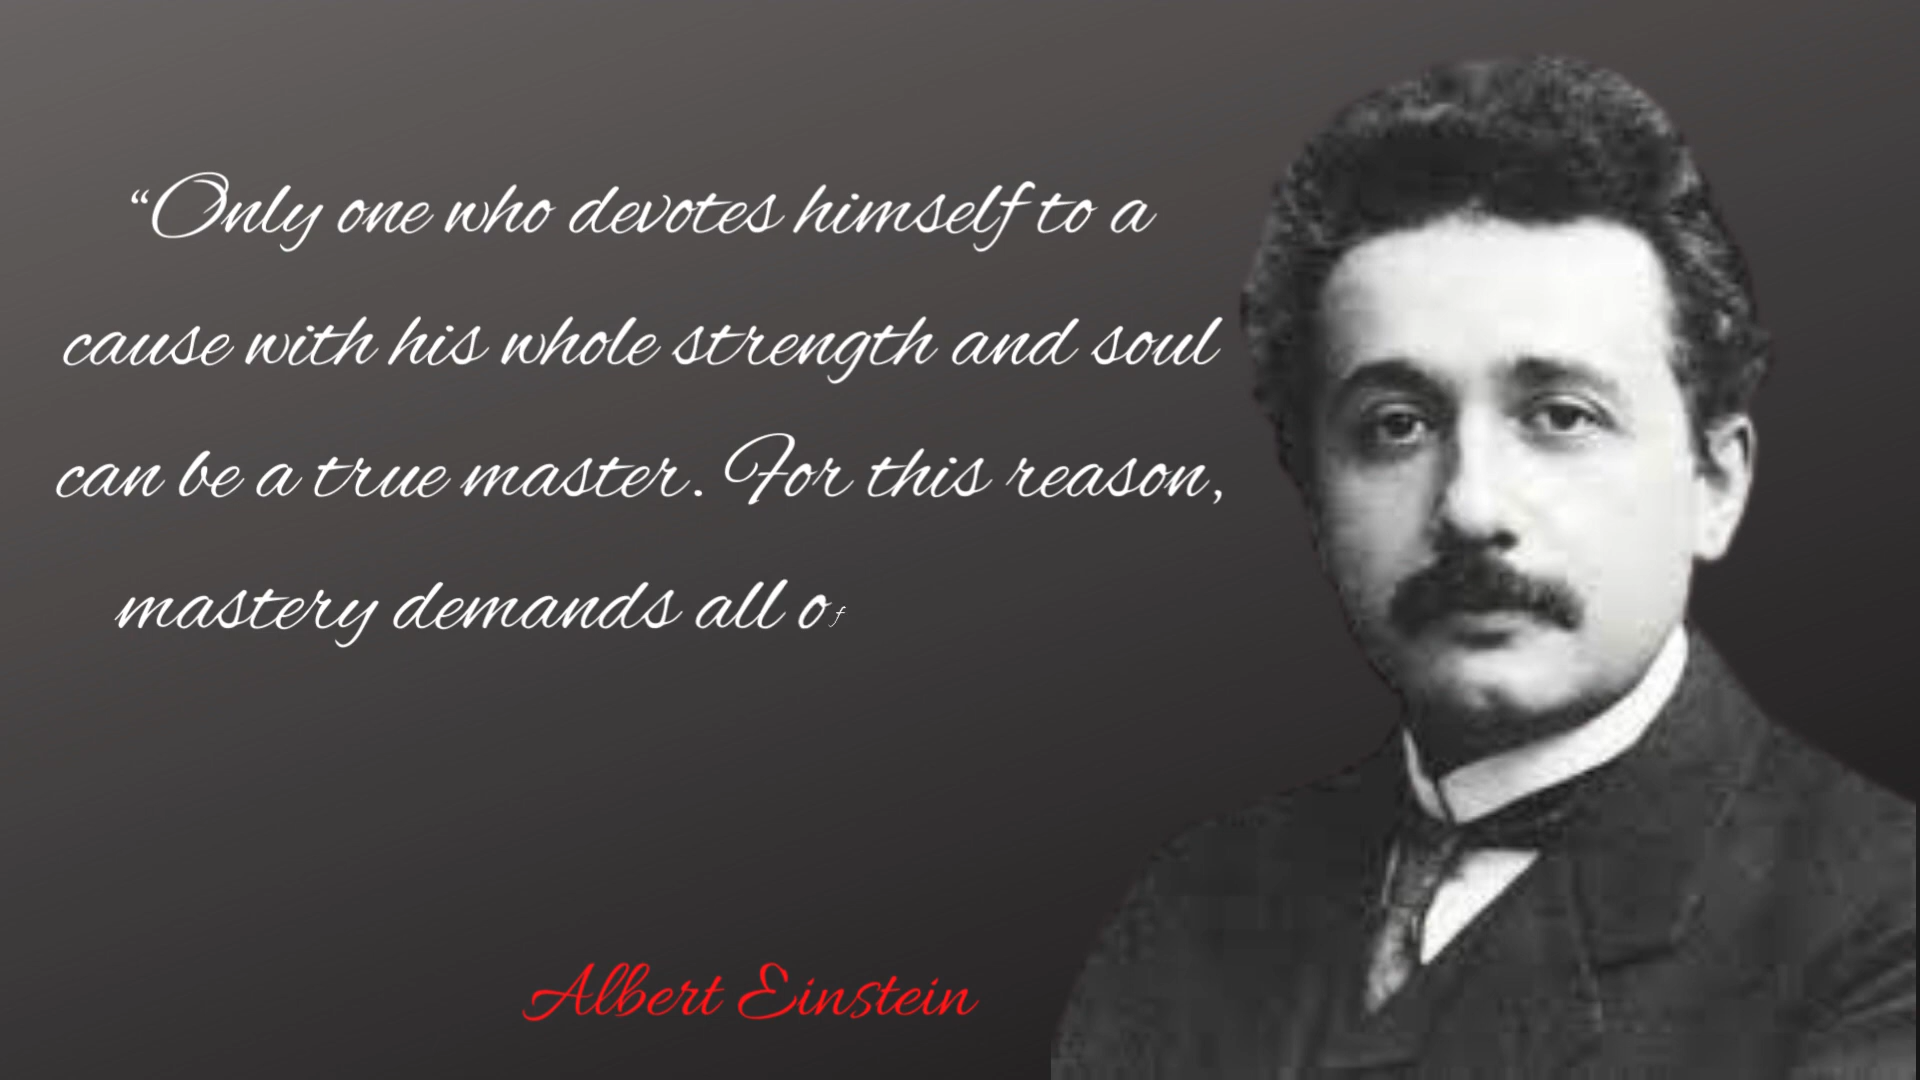 “Only one who devotes himself to a
cause with his whole strength and soul
can be a true master. For this reason,
mastery demands all of
Albert Einstein